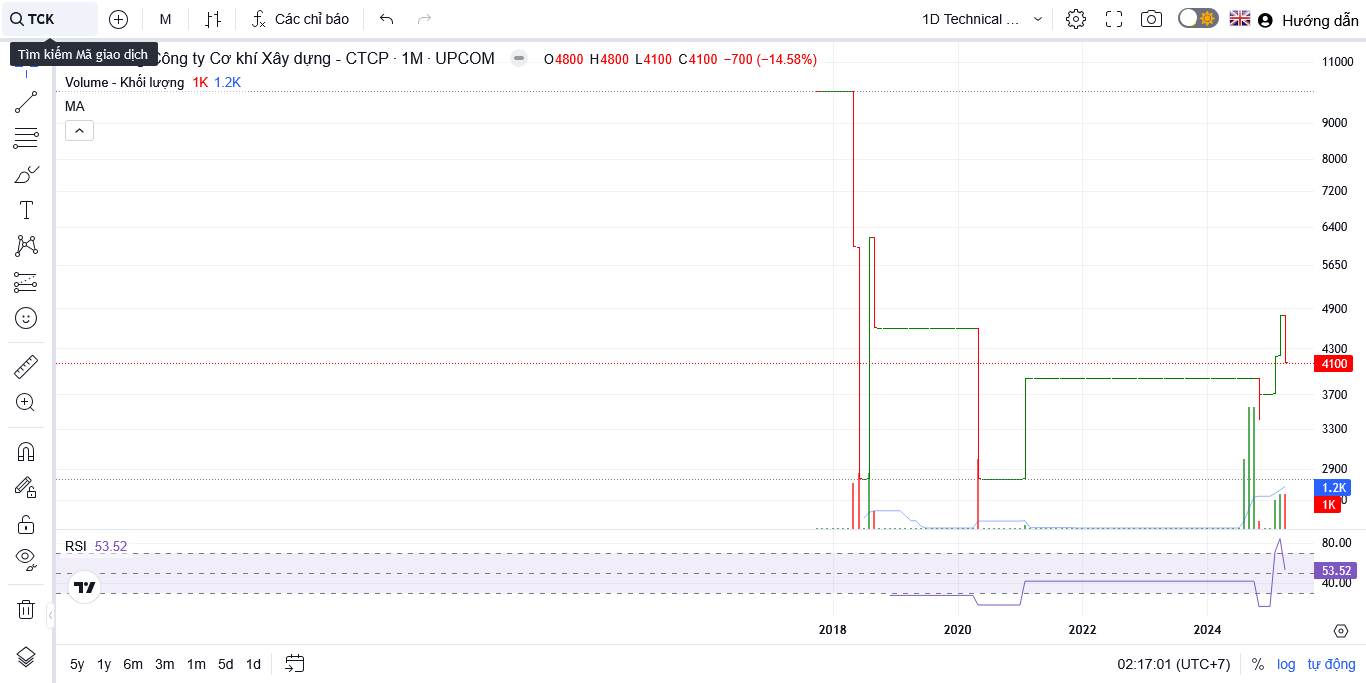 TCK M Các chỉ báo 1D Technical ... Hướng dẫn
Tìm kiếm Mã giao dịch
Công ty Cơ khí Xây dựng - CTCP · 1M · UPCOM O4800 H4800 L4100 C4100 −700 (−14.58%)
Volume - Khối lượng 1K 1.2K
MA
11000
9000
8000
7200
6400
5650
4900
4300
4100
3700
3300
2900
1.2K
1K
RSI 53.52
80.00
53.52
40.00
2018 2020 2022 2024
5y 1y 6m 3m 1m 5d 1d 02:17:01 (UTC+7) % log tự động